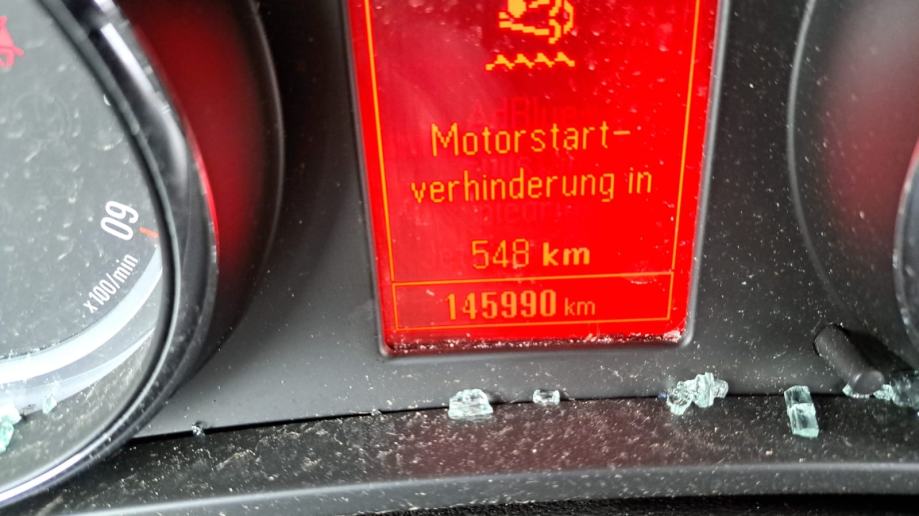 Motorstart-
verhinderung in
548 km
145990 km
60
x100/min